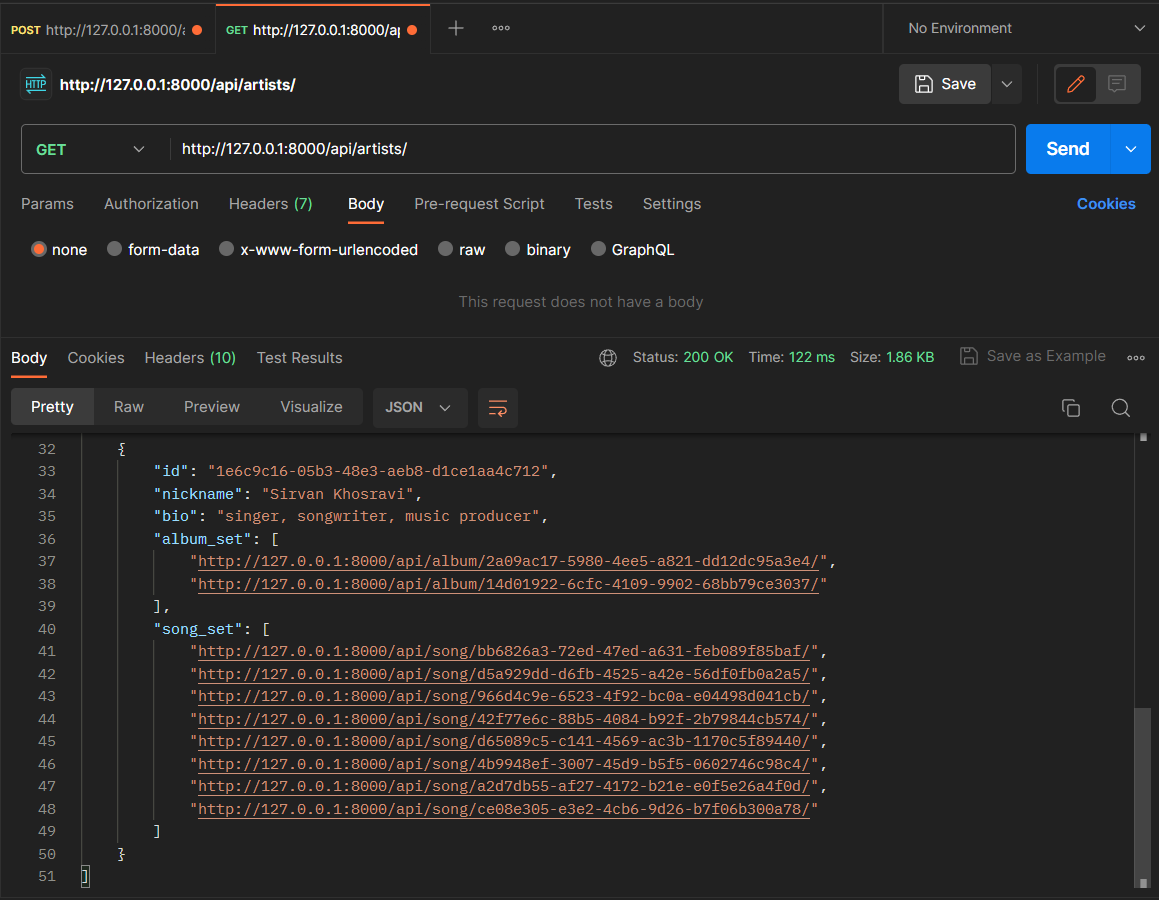 POST http://127.0.0.1:8000/a
GET http://127.0.0.1:8000/ap
No Environment
HTTP http://127.0.0.1:8000/api/artists/
Save
GET http://127.0.0.1:8000/api/artists/
Send
Params Authorization Headers (7) Body Pre-request Script Tests Settings Cookies
none form-data x-www-form-urlencoded raw binary GraphQL
This request does not have a body
Body Cookies Headers (10) Test Results Status: 200 OK Time: 122 ms Size: 1.86 KB Save as Example
Pretty Raw Preview Visualize JSON
32 {
33 "id": "1e6c9c16-05b3-48e3-aeb8-d1ce1aa4c712",
34 "nickname": "Sirvan Khosravi",
35 "bio": "singer, songwriter, music producer",
36 "album_set": [
37 "http://127.0.0.1:8000/api/album/2a09ac17-5980-4ee5-a821-dd12dc95a3e4/",
38 "http://127.0.0.1:8000/api/album/14d01922-6cfc-4109-9902-68bb79ce3037/"
39 ],
40 "song_set": [
41 "http://127.0.0.1:8000/api/song/bb6826a3-72ed-47ed-a631-feb089f85baf/",
42 "http://127.0.0.1:8000/api/song/d5a929dd-d6fb-4525-a42e-56df0fb0a2a5/",
43 "http://127.0.0.1:8000/api/song/966d4c9e-6523-4f92-bc0a-e04498d041cb/",
44 "http://127.0.0.1:8000/api/song/42f77e6c-88b5-4084-b92f-2b79844cb574/",
45 "http://127.0.0.1:8000/api/song/d65089c5-c141-4569-ac3b-1170c5f89440/",
46 "http://127.0.0.1:8000/api/song/4b9948ef-3007-45d9-b5f5-0602746c98c4/",
47 "http://127.0.0.1:8000/api/song/a2d7db55-af27-4172-b21e-e0f5e26a4f0d/",
48 "http://127.0.0.1:8000/api/song/ce08e305-e3e2-4cb6-9d26-b7f06b300a78/"
49 ]
50 }
51 ]